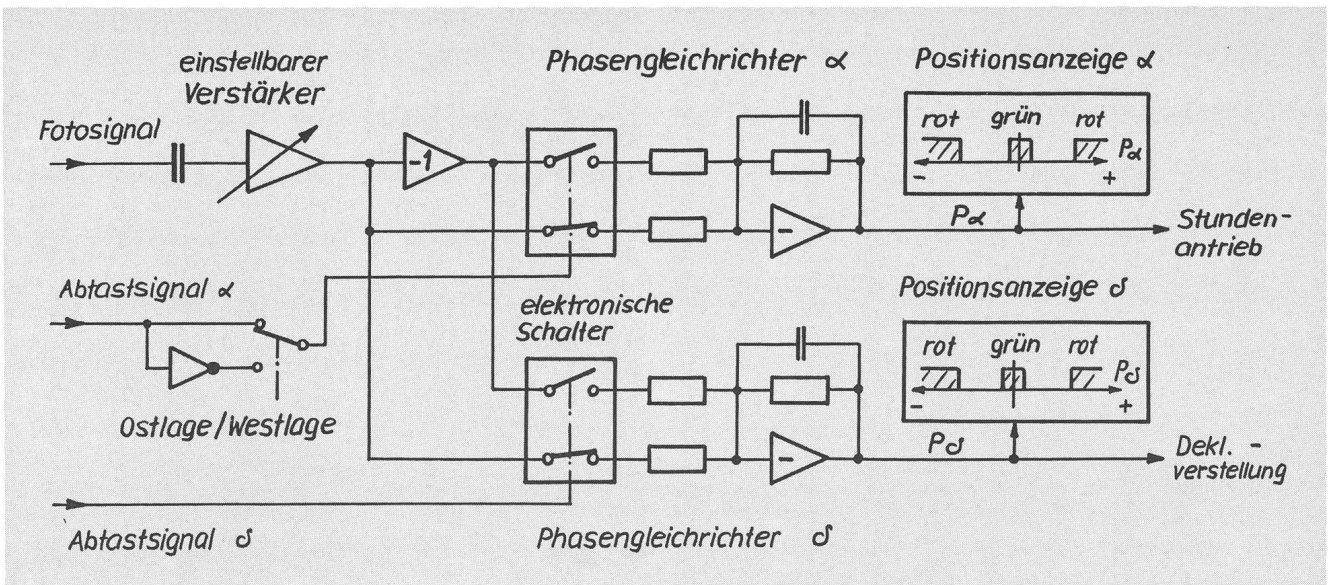 einstellbarer
Verstärker
Fotosignal
-1
Phasengleichrichter α
Positionsanzeige α
rot grün rot
Pα
- +
-
Pα
Stunden-
antrieb
Abtastsignal α
Ostlage/Westlage
elektronische
Schalter
Positionsanzeige δ
rot grün rot
Pδ
- +
-
Pδ
Dekl.-
verstellung
Abtastsignal δ
Phasengleichrichter δ